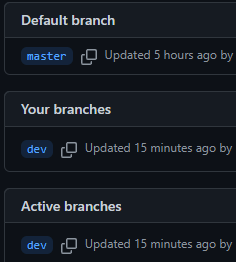 Default branch
master Updated 5 hours ago by
Your branches
dev Updated 15 minutes ago by
Active branches
dev Updated 15 minutes ago by